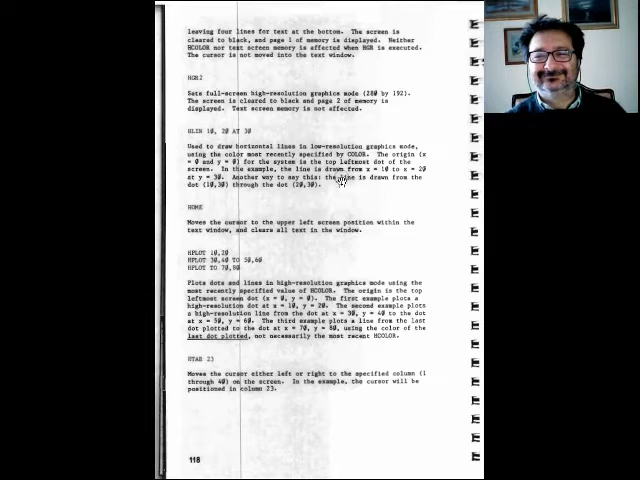 leaving four lines for text at the bottom. The screen is
cleared to black, and page 1 of memory is displayed. Neither
HCOLOR nor text screen memory is affected when HGR is executed.
The cursor is not moved into the text window.
HGR2
Sets full-screen high-resolution graphics mode (280 by 192).
The screen is cleared to black and page 2 of memory is
displayed. Text screen memory is not affected.
HLIN 10, 20 AT 30
Used to draw horizontal lines in low-resolution graphics mode,
using the color most recently specified by COLOR. The origin (x
= 0 and y = 0) for the system is the top leftmost dot of the
screen. In the example, the line is drawn from x = 10 to x = 20
at y = 30. Another way to say this: the line is drawn from the
dot (10,30) through the dot (20,30).
HOME
Moves the cursor to the upper left screen position within the
text window, and clears all text in the window.
HPLOT 10,20
HPLOT 30,40 TO 50,60
HPLOT TO 70,80
Plots dots and lines in high-resolution graphics mode using the
most recently specified value of HCOLOR. The origin is the top
leftmost screen dot (x = 0, y = 0). The first example plots a
high-resolution dot at x = 10, y = 20. The second example plots
a high-resolution line from the dot at x = 30, y = 40 to the dot
at x = 50, y = 60. The third example plots a line from the last
dot plotted to the dot at x = 70, y = 80, using the color of the
last dot plotted, not necessarily the most recent HCOLOR.
HTAB 23
Moves the cursor either left or right to the specified column (1
through 40) on the screen. In the example, the cursor will be
positioned in column 23.
118